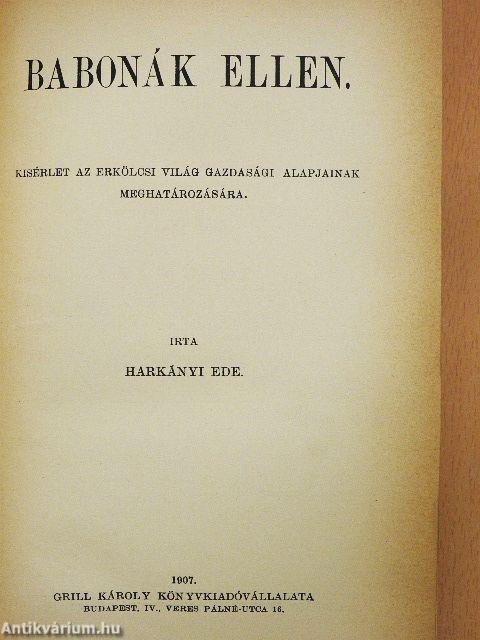 BABONÁK ELLEN.
KISÉRLET AZ ERKÖLCSI VILÁG GAZDASÁGI ALAPJAINAK
MEGHATÁROZÁSÁRA.
IRTA
HARKÁNYI EDE.
1907.
GRILL KÁROLY KÖNYVKIADÓVÁLLALATA
BUDAPEST, IV., VERES PÁLNÉ-UTCA 16.
Antikvárium.hu